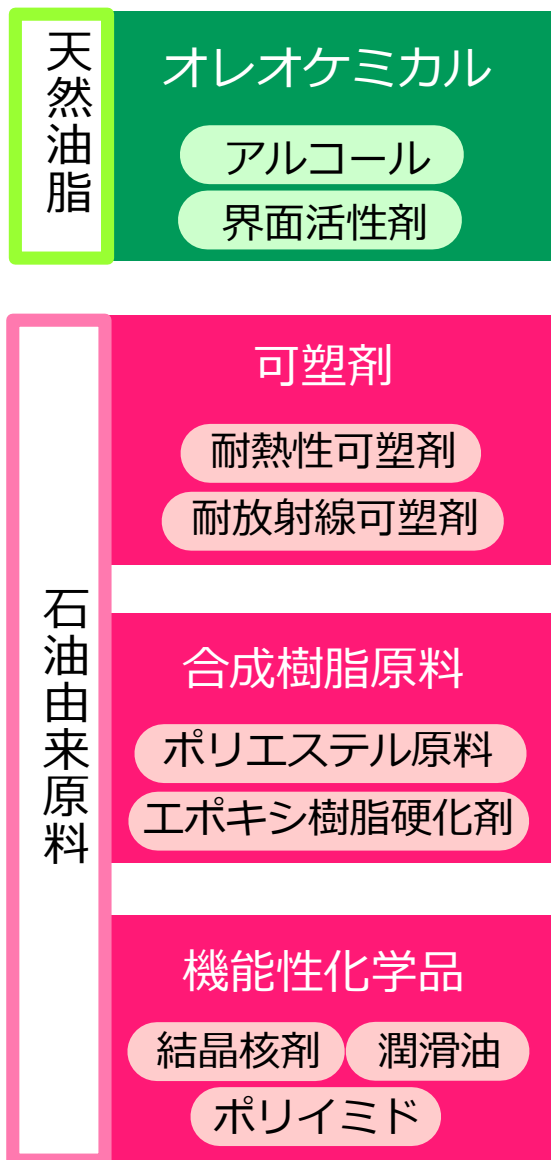 天然油脂
オレオケミカル
アルコール
界面活性剤
石油由来原料
可塑剤
耐熱性可塑剤
耐放射線可塑剤
合成樹脂原料
ポリエステル原料
エポキシ樹脂硬化剤
機能性化学品
結晶核剤 潤滑油
ポリイミド